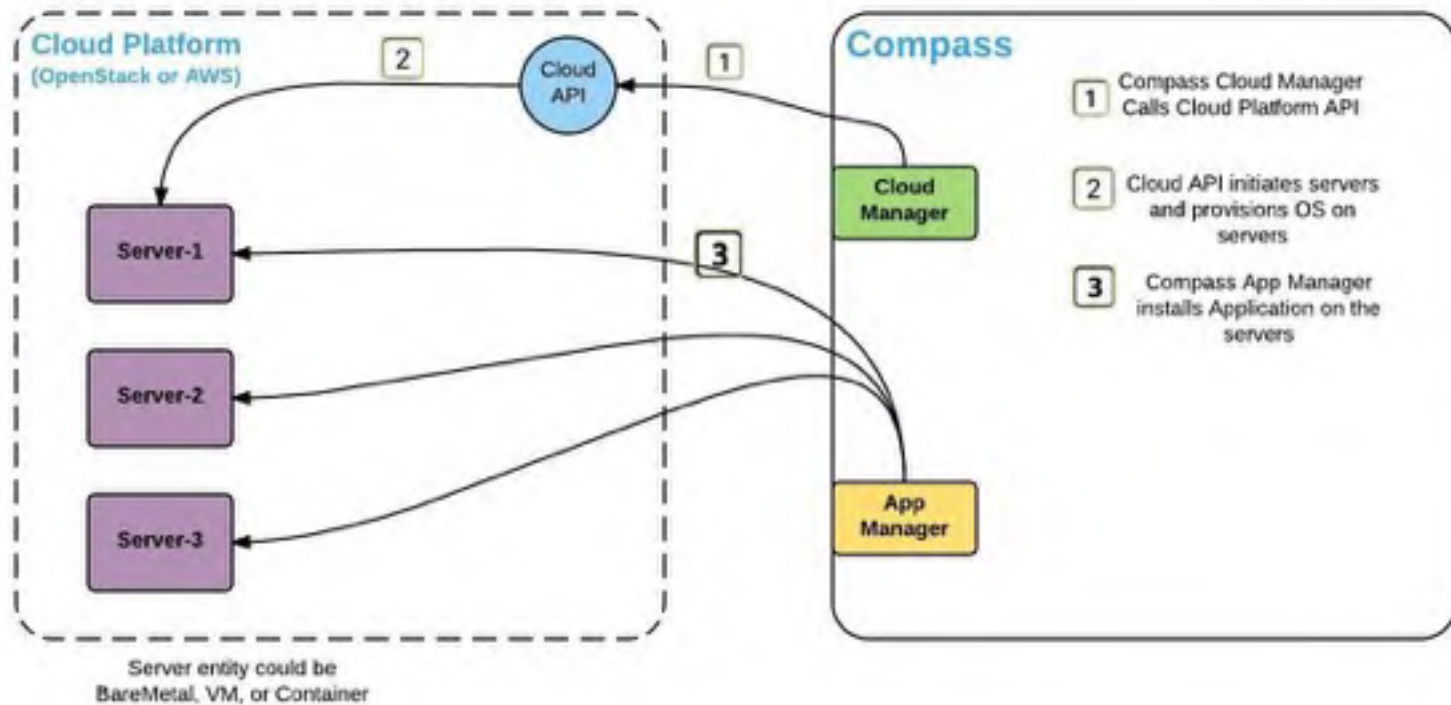 Cloud Platform
(OpenStack or AWS)
2
Cloud
API
1
Compass
1
Compass Cloud Manager
Calls Cloud Platform API
2
Cloud API initiates servers
and provisions OS on
servers
3
Compass App Manager
installs Application on the
servers
Cloud
Manager
Server-1
3
Server-2
Server-3
App
Manager
Server entity could be
BareMetal, VM, or Container